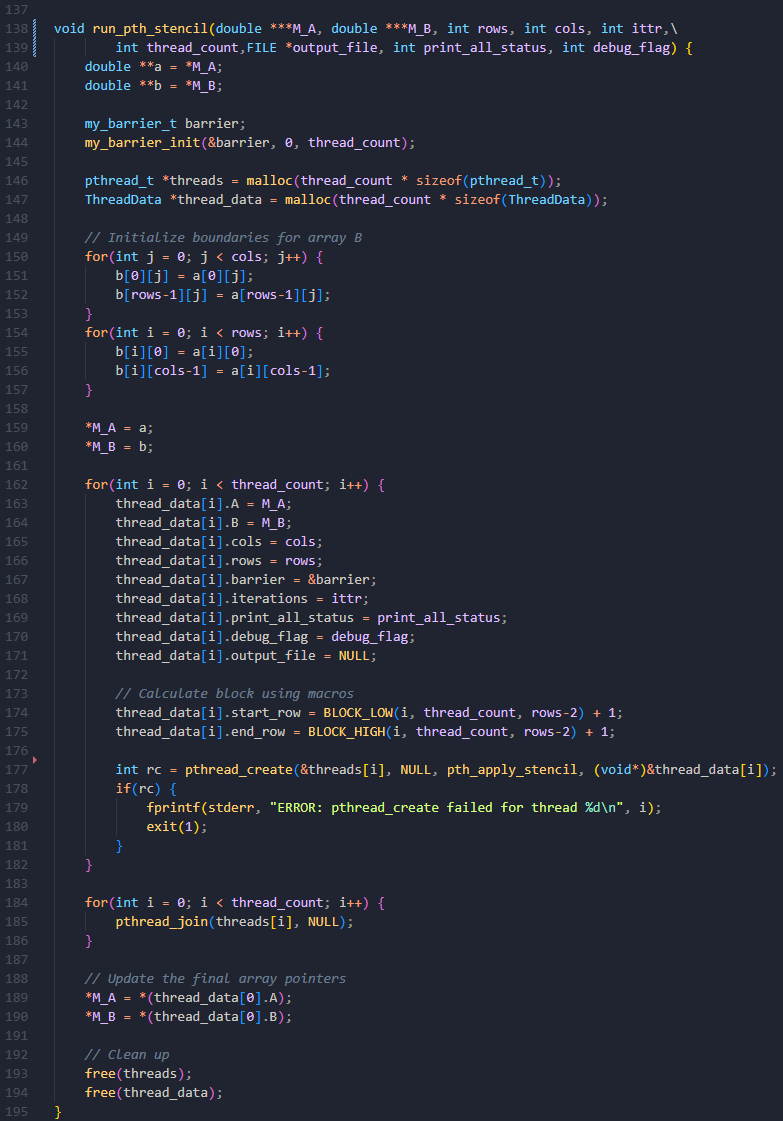 137
138 void run_pth_stencil(double ***M_A, double ***M_B, int rows, int cols, int ittr,\
139         int thread_count,FILE *output_file, int print_all_status, int debug_flag) {
140     double **a = *M_A;
141     double **b = *M_B;
142
143     my_barrier_t barrier;
144     my_barrier_init(&barrier, 0, thread_count);
145
146     pthread_t *threads = malloc(thread_count * sizeof(pthread_t));
147     ThreadData *thread_data = malloc(thread_count * sizeof(ThreadData));
148
149     // Initialize boundaries for array B
150     for(int j = 0; j < cols; j++) {
151         b[0][j] = a[0][j];
152         b[rows-1][j] = a[rows-1][j];
153     }
154     for(int i = 0; i < rows; i++) {
155         b[i][0] = a[i][0];
156         b[i][cols-1] = a[i][cols-1];
157     }
158
159     *M_A = a;
160     *M_B = b;
161
162     for(int i = 0; i < thread_count; i++) {
163         thread_data[i].A = M_A;
164         thread_data[i].B = M_B;
165         thread_data[i].cols = cols;
166         thread_data[i].rows = rows;
167         thread_data[i].barrier = &barrier;
168         thread_data[i].iterations = ittr;
169         thread_data[i].print_all_status = print_all_status;
170         thread_data[i].debug_flag = debug_flag;
171         thread_data[i].output_file = NULL;
172
173         // Calculate block using macros
174         thread_data[i].start_row = BLOCK_LOW(i, thread_count, rows-2) + 1;
175         thread_data[i].end_row = BLOCK_HIGH(i, thread_count, rows-2) + 1;
176
177         int rc = pthread_create(&threads[i], NULL, pth_apply_stencil, (void*)&thread_data[i]);
178         if(rc) {
179             fprintf(stderr, "ERROR: pthread_create failed for thread %d\n", i);
180             exit(1);
181         }
182     }
183
184     for(int i = 0; i < thread_count; i++) {
185         pthread_join(threads[i], NULL);
186     }
187
188     // Update the final array pointers
189     *M_A = *(thread_data[0].A);
190     *M_B = *(thread_data[0].B);
191
192     // Clean up
193     free(threads);
194     free(thread_data);
195 }